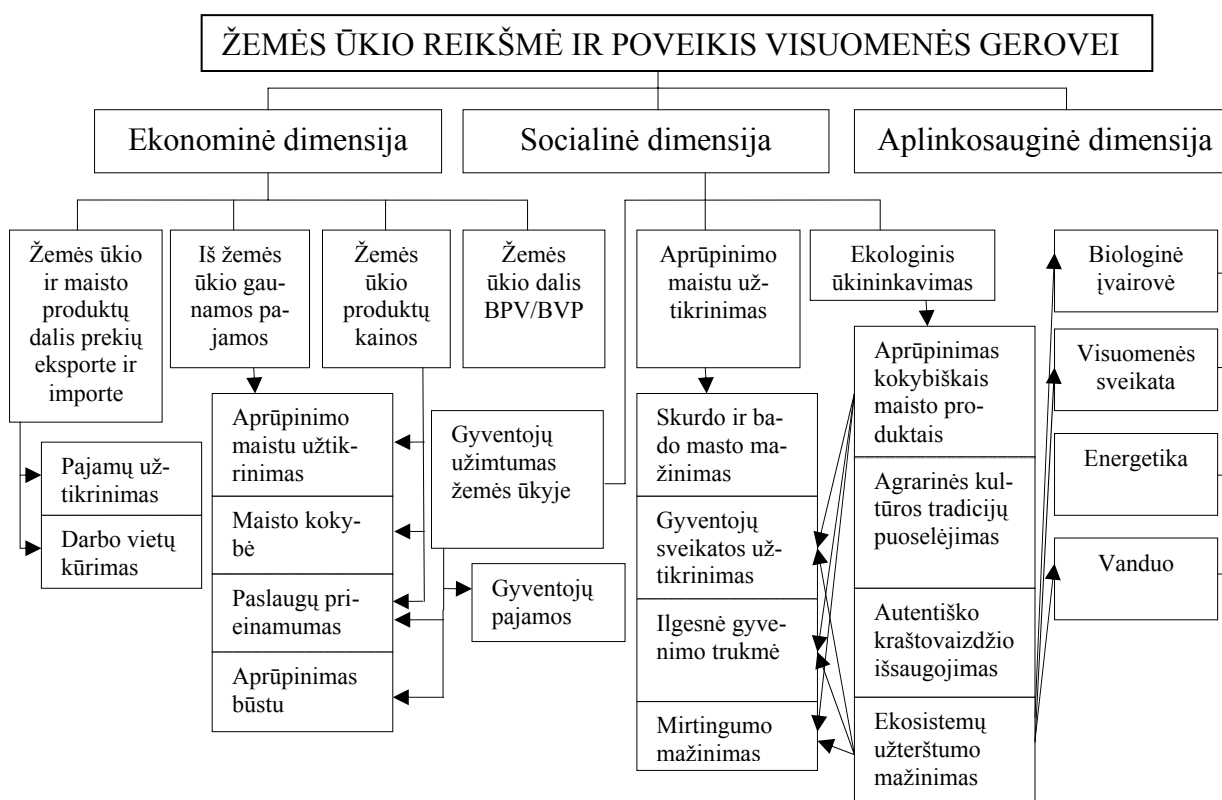 ŽEMĖS ŪKIO REIKŠMĖ IR POVEIKIS VISUOMENĖS GEROVEI
Ekonominė dimensija
Socialinė dimensija
Aplinkosauginė dimensija
Žemės ūkio
ir maisto
produktų
dalis prekių
eksporte ir
importe
Iš žemės
ūkio gau-
namos pa-
jamos
Žemės
ūkio
produktų
kainos
Žemės
ūkio dalis
BPV/BVP
Aprūpinimo
maistu už-
tikrinimas
Ekologinis
ūkininkavimas
Biologinė
įvairovė
Visuomenės
sveikata
Energetika
Vanduo
Pajamų už-
tikrinimas
Darbo vietų
kūrimas
Aprūpinimo
maistu užtik-
rinimas
Maisto koky-
bė
Paslaugų pri-
einamumas
Aprūpinimas
būstu
Gyventojų
užimtumas
žemės ūkyje
Gyventojų
pajamos
Skurdo ir ba-
do masto ma-
žinimas
Gyventojų
sveikatos už-
tikrinimas
Ilgesnė gyve-
nimo trukmė
Mirtingumo
mažinimas
Aprūpinimas
kokybiškais
maisto pro-
duktais
Agrarinės kul-
tūros tradicijų
puoselėjimas
Autentiško
kraštovaizdžio
išsaugojimas
Ekosistemų
užterštumo
mažinimas